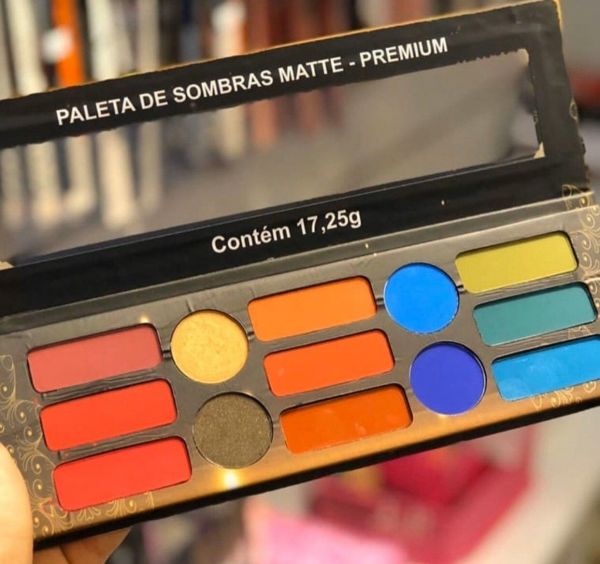 PALETA DE SOMBRAS MATTE - PREMIUM
Contém 17,25g